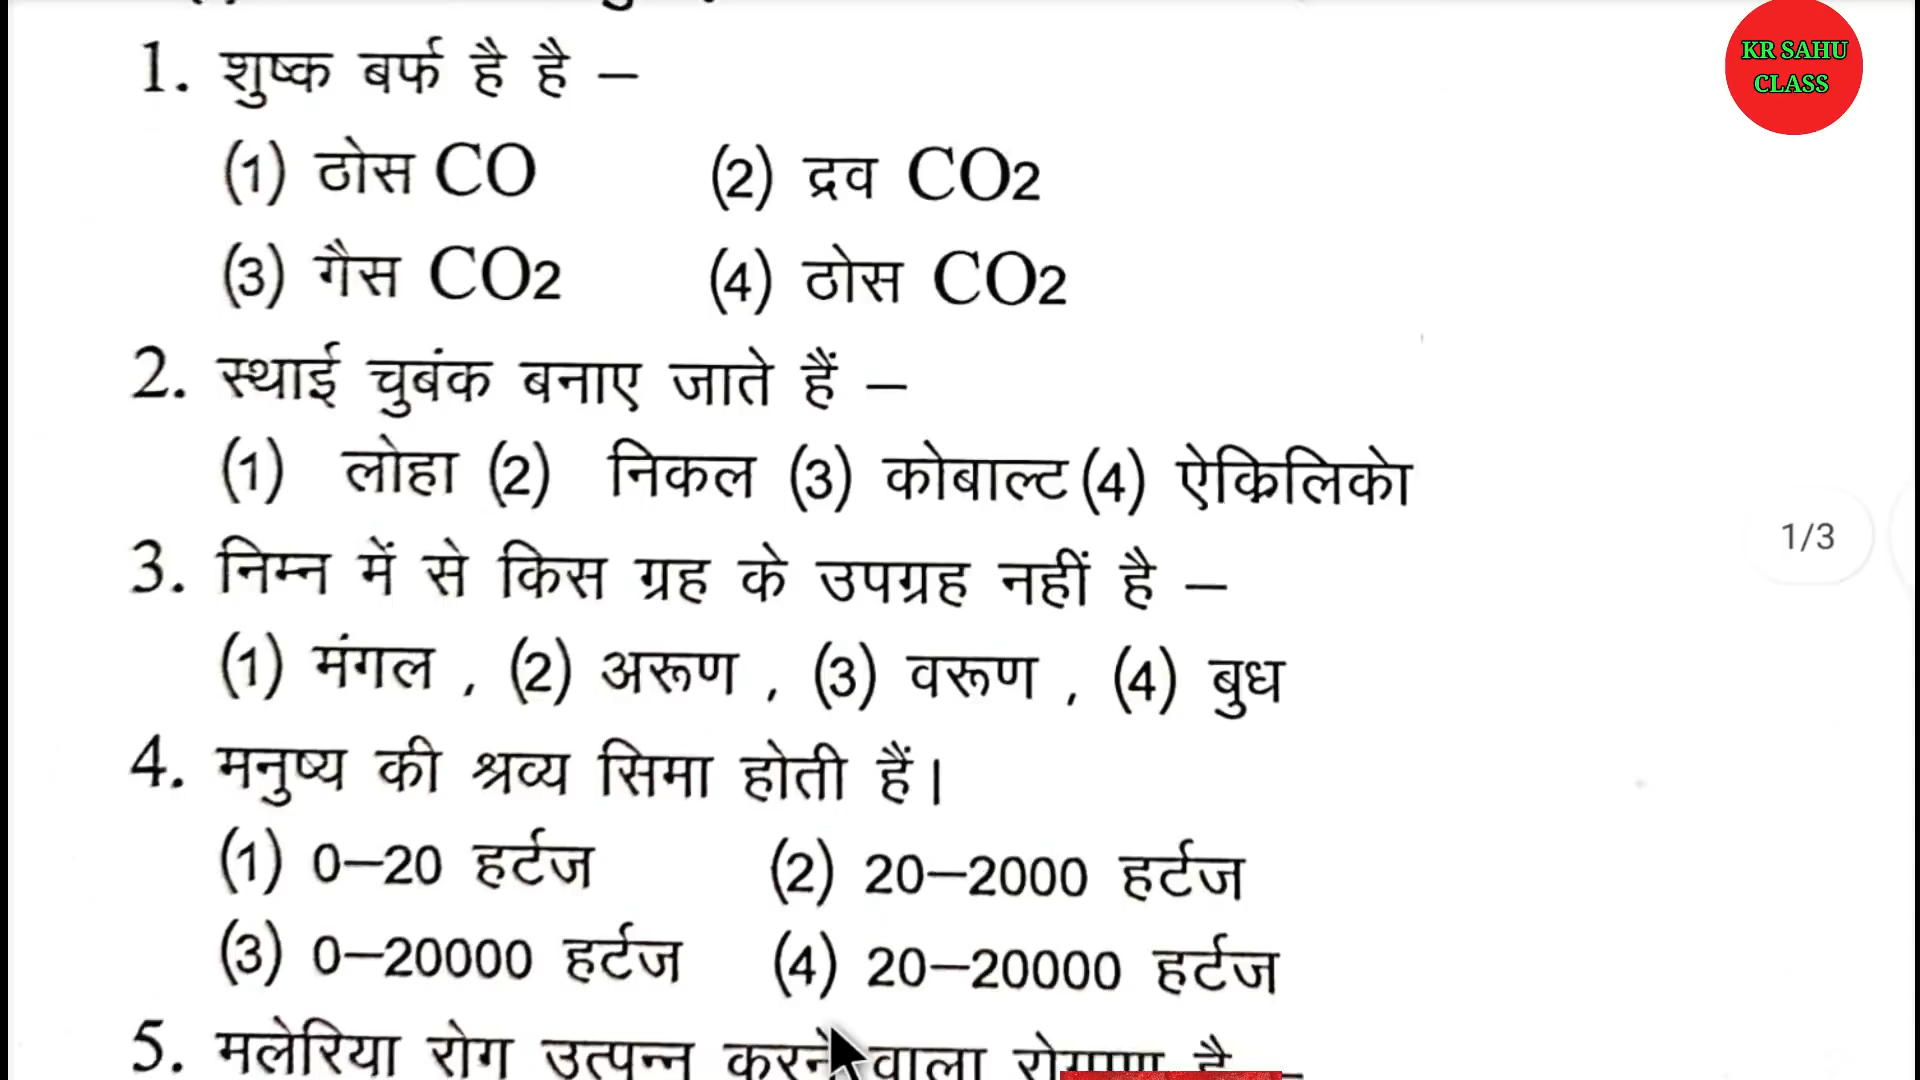 KR SAHU
CLASS
1. शुष्क बर्फ है है –
(1) ठोस CO (2) द्रव CO2
(3) गैस CO2 (4) ठोस CO2
2. स्थाई चुबंक बनाए जाते हैं –
(1) लोहा (2) निकल (3) कोबाल्ट (4) ऐकिलिको
1/3
3. निम्न में से किस ग्रह के उपग्रह नहीं है –
(1) मंगल , (2) अरूण , (3) वरूण , (4) बुध
4. मनुष्य की श्रव्य सिमा होती हैं।
(1) 0–20 हर्टज (2) 20–2000 हर्टज
(3) 0–20000 हर्टज (4) 20–20000 हर्टज
5. मलेरिया रोग उत्पन्न करने वाला रोगाणु है –